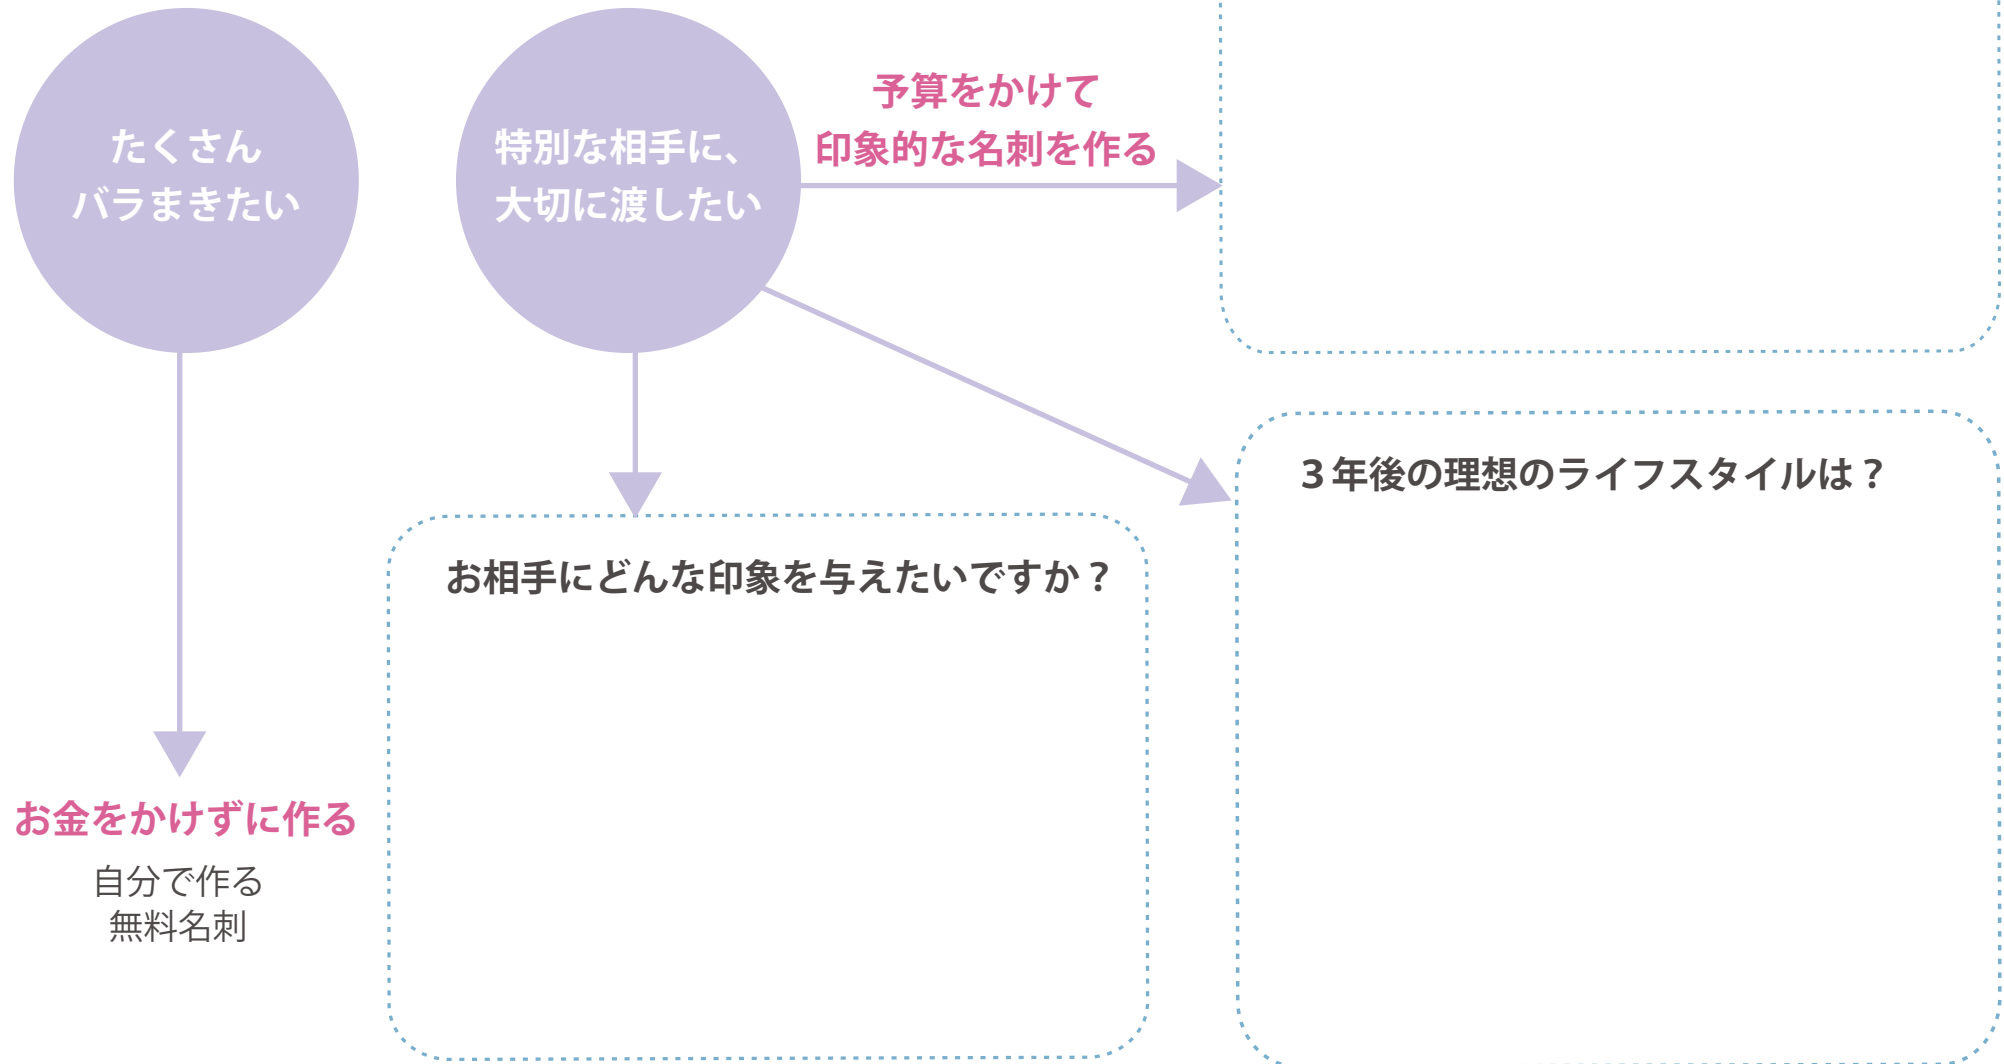 たくさん
バラまきたい
特別な相手に、
大切に渡したい
予算をかけて
印象的な名刺を作る
３年後の理想のライフスタイルは？
お相手にどんな印象を与えたいですか？
お金をかけずに作る
自分で作る
無料名刺